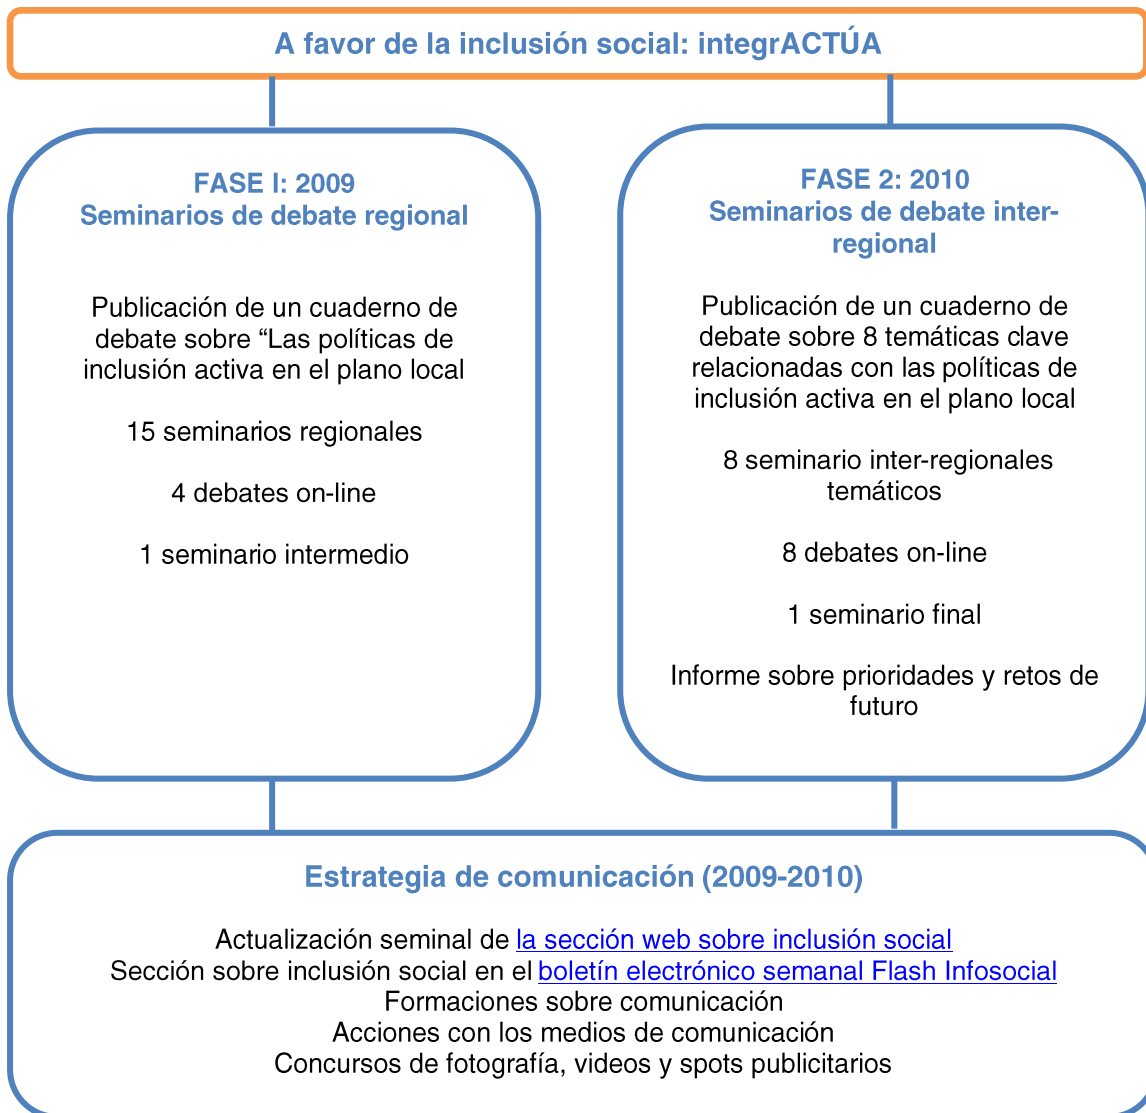 A favor de la inclusión social: integrACTÚA
FASE I: 2009
Seminarios de debate regional
Publicación de un cuaderno de
debate sobre “Las políticas de
inclusión activa en el plano local
15 seminarios regionales
4 debates on-line
1 seminario intermedio
FASE 2: 2010
Seminarios de debate inter-
regional
Publicación de un cuaderno de
debate sobre 8 temáticas clave
relacionadas con las políticas de
inclusión activa en el plano local
8 seminario inter-regionales
temáticos
8 debates on-line
1 seminario final
Informe sobre prioridades y retos de
futuro
Estrategia de comunicación (2009-2010)
Actualización seminal de la sección web sobre inclusión social
Sección sobre inclusión social en el boletín electrónico semanal Flash Infosocial
Formaciones sobre comunicación
Acciones con los medios de comunicación
Concursos de fotografía, videos y spots publicitarios